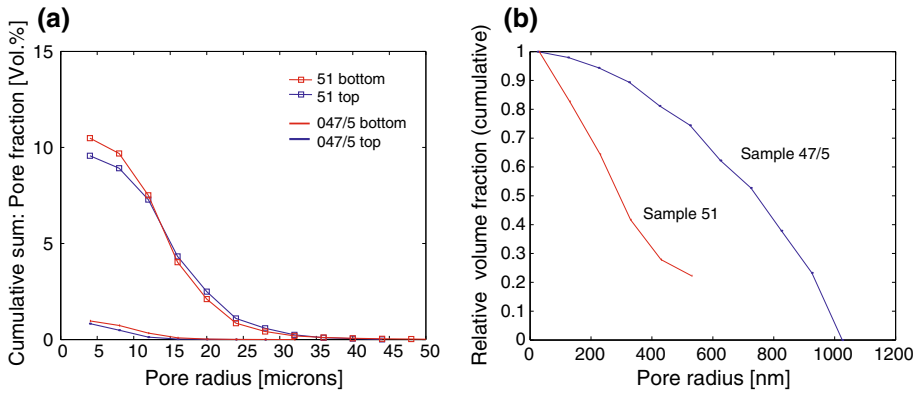 (a)
15
10
5
0
0 5 10 15 20 25 30 35 40 45 50
Cumulative sum: Pore fraction [Vol.%]
Pore radius [microns]
51 bottom
51 top
047/5 bottom
047/5 top
(b)
1
0.9
0.8
0.7
0.6
0.5
0.4
0.3
0.2
0.1
0
0 200 400 600 800 1000 1200
Relative volume fraction (cumulative)
Pore radius [nm]
Sample 47/5
Sample 51